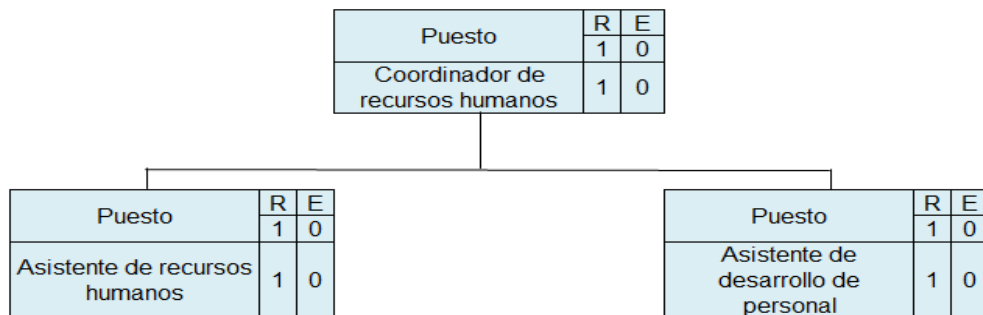 Puesto R E
1 0
Coordinador de
recursos humanos 1 0
Puesto R E
1 0
Asistente de recursos
humanos 1 0
Puesto R E
1 0
Asistente de
desarrollo de
personal 1 0